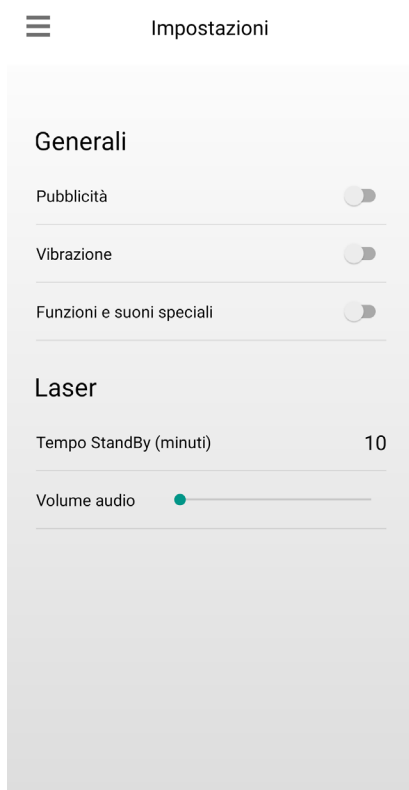 Impostazioni
Generali
Pubblicità
Vibrazione
Funzioni e suoni speciali
Laser
Tempo StandBy (minuti) 10
Volume audio